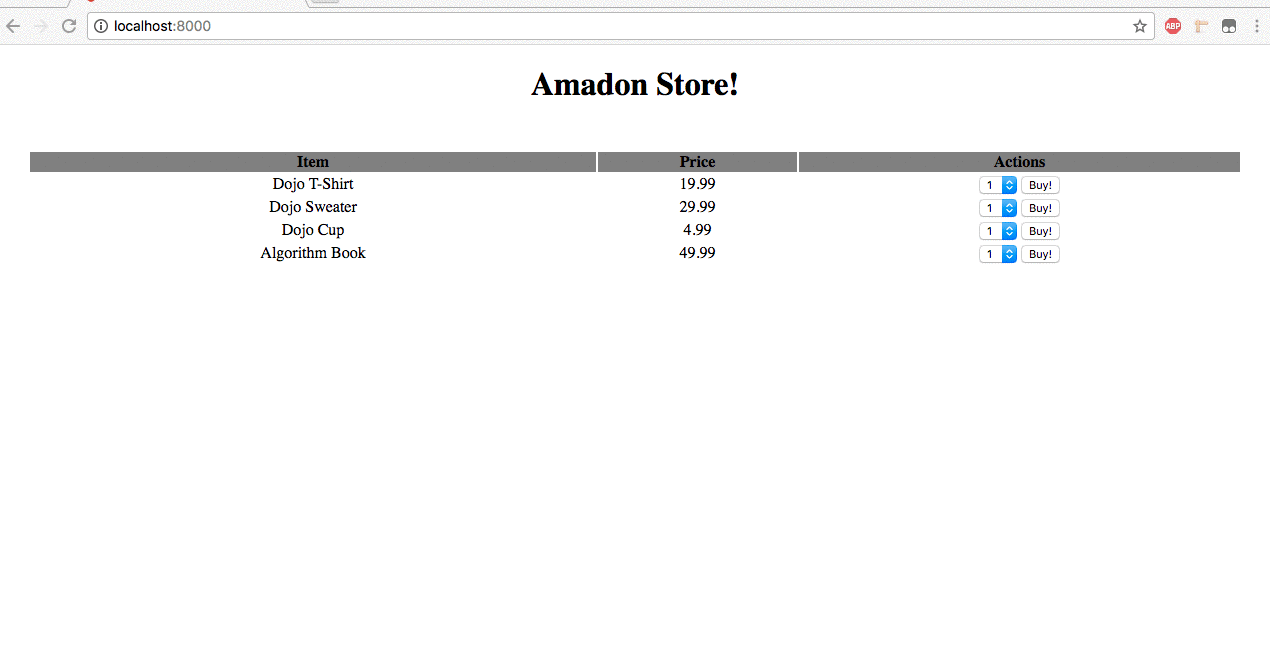 localhost:8000
ABP
Amadon Store!
Item Price Actions
Dojo T-Shirt 19.99 1 Buy!
Dojo Sweater 29.99 1 Buy!
Dojo Cup 4.99 1 Buy!
Algorithm Book 49.99 1 Buy!